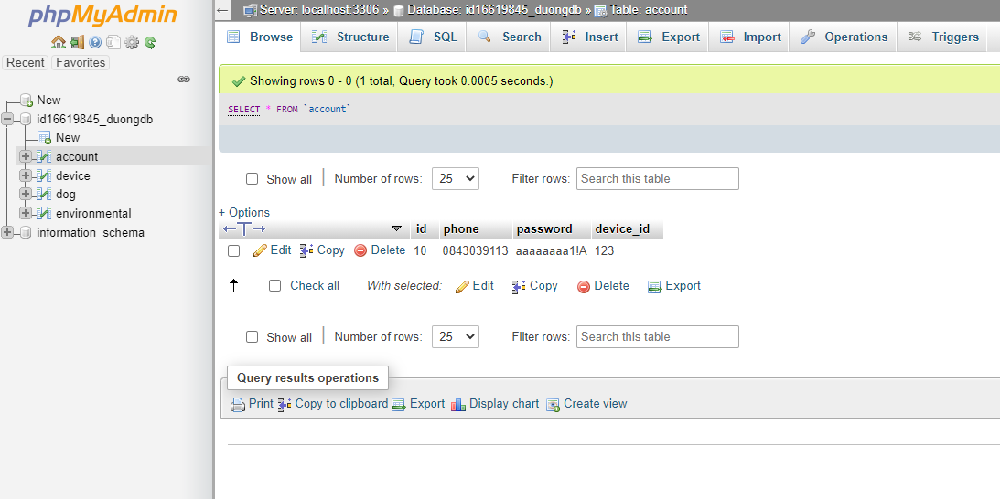 phpMyAdmin
Recent Favorites
New
id16619845_duongdb
New
account
device
dog
environmental
information_schema
Server: localhost:3306 » Database: id16619845_duongdb » Table: account
Browse Structure SQL Search Insert Export Import Operations Triggers
Showing rows 0 - 0 (1 total, Query took 0.0005 seconds.)
SELECT * FROM `account`
Show all Number of rows: 25 Filter rows: Search this table
+ Options
id phone password device_id
Edit Copy Delete 10 0843039113 aaaaaaaa1!A 123
Check all With selected: Edit Copy Delete Export
Show all Number of rows: 25 Filter rows: Search this table
Query results operations
Print Copy to clipboard Export Display chart Create view